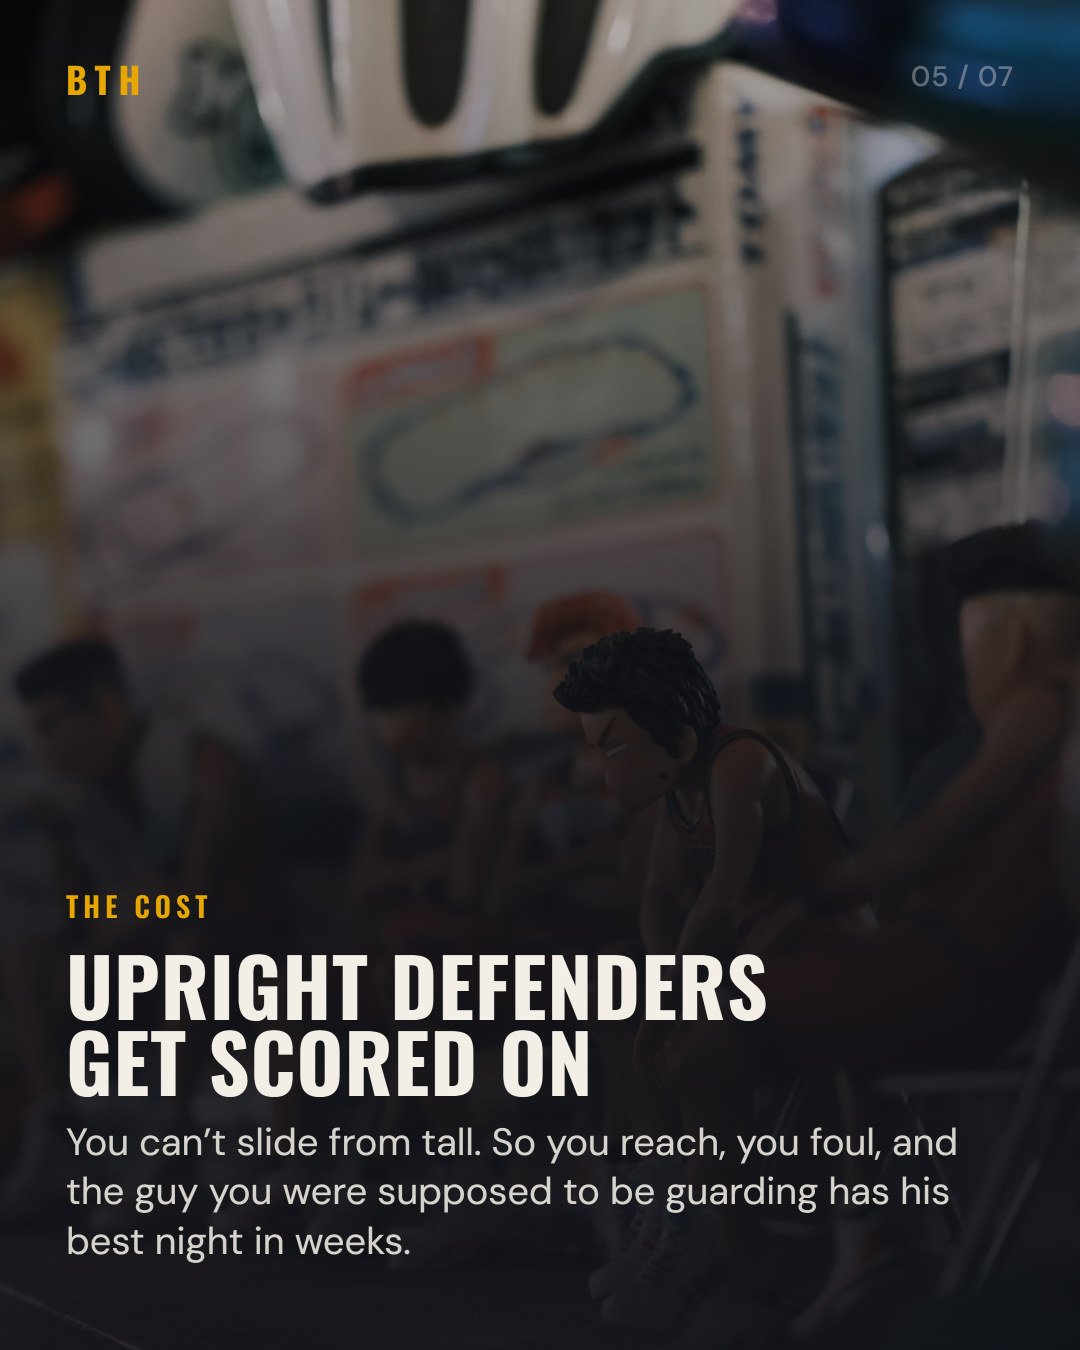 BTH
05 / 07
THE COST
UPRIGHT DEFENDERS
GET SCORED ON
You can’t slide from tall. So you reach, you foul, and
the guy you were supposed to be guarding has his
best night in weeks.